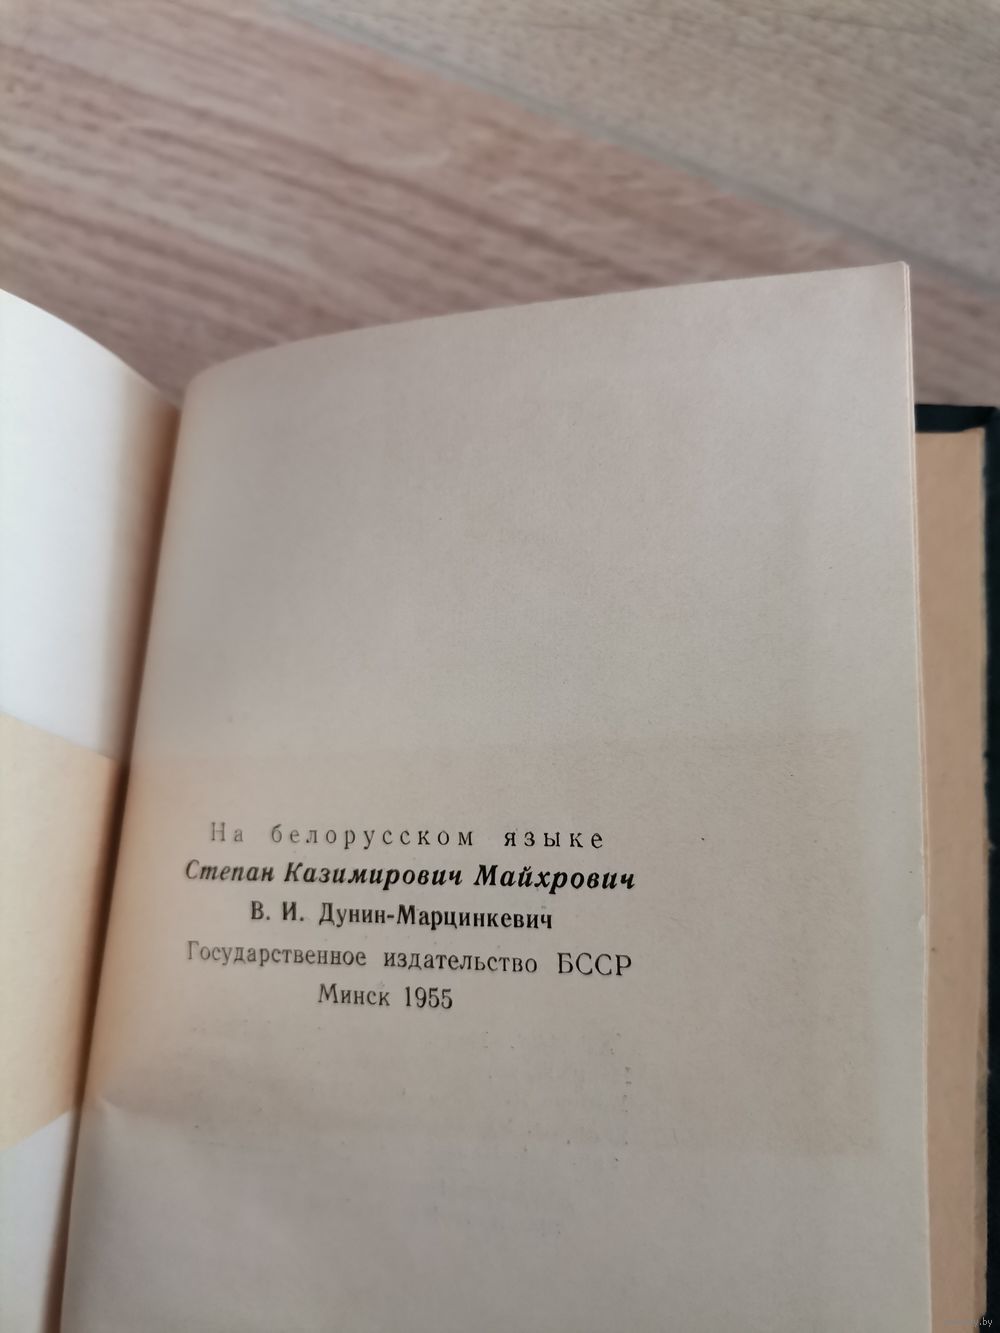 На белорусском языке
Степан Казимирович Майхрович
В. И. Дунин-Марцинкевич
Государственное издательство БССР
Минск 1955